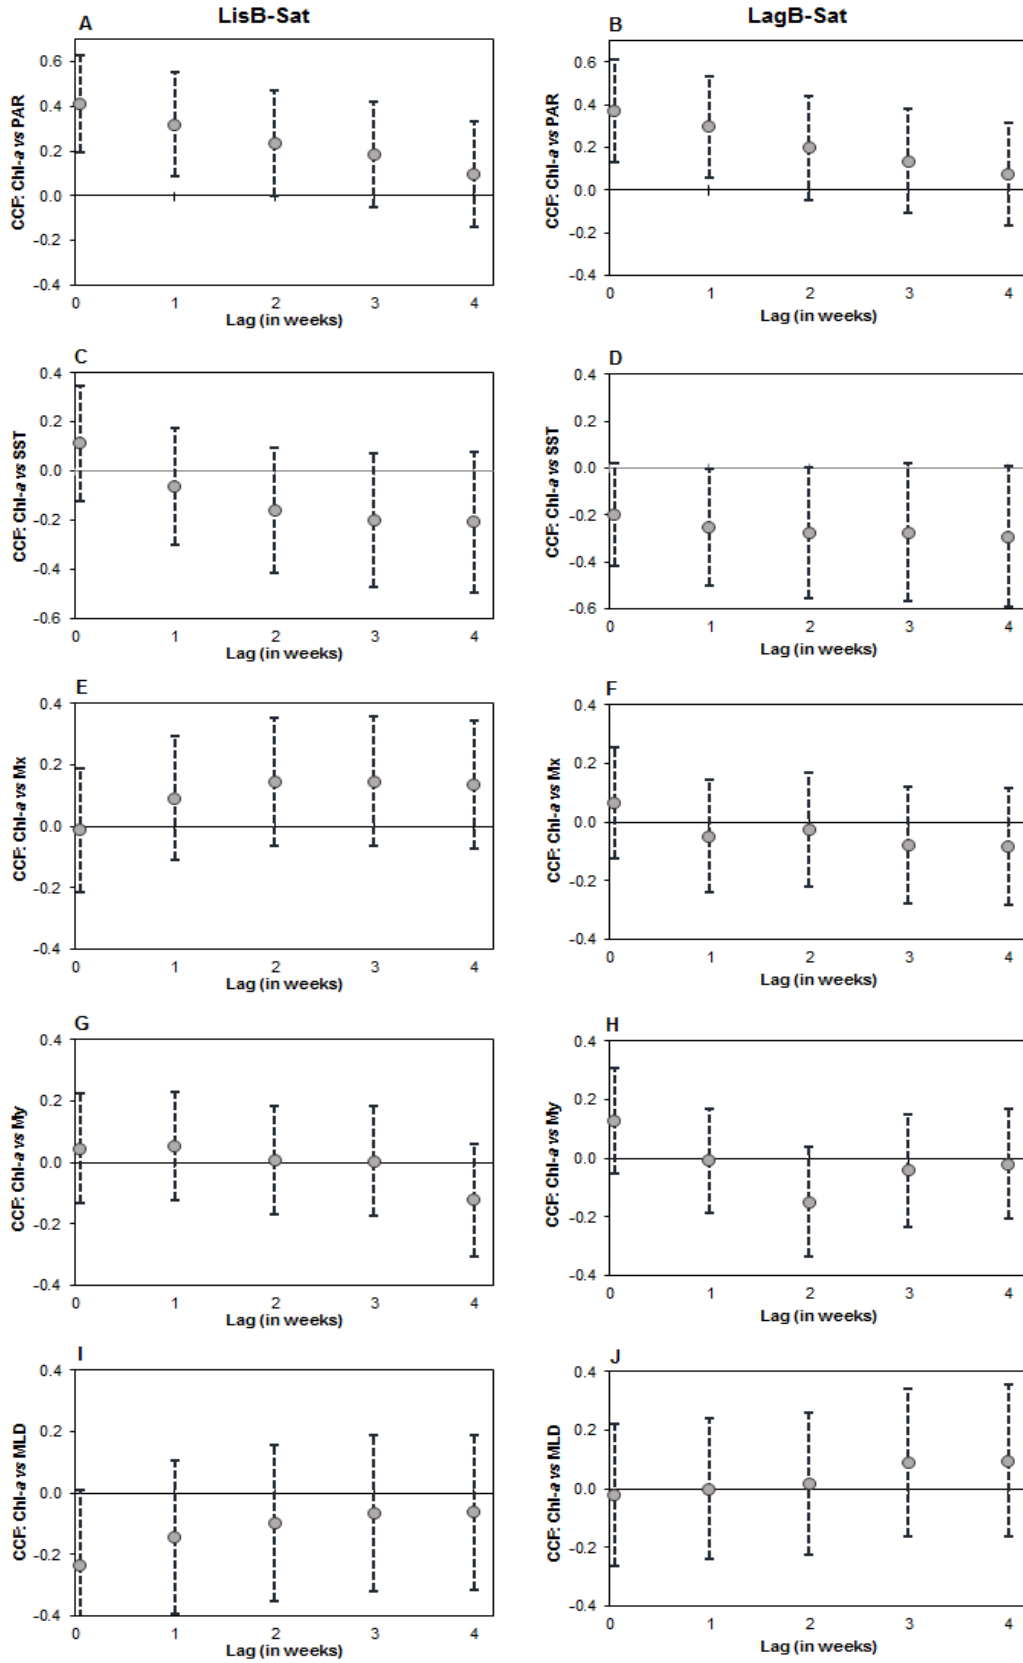 LisB-Sat
LagB-Sat
A
CCF: Chl-a vs PAR
0.6
0.4
0.2
0.0
-0.2
-0.4
0 1 2 3 4
Lag (in weeks)
B
CCF: Chl-a vs PAR
0.6
0.4
0.2
0.0
-0.2
-0.4
0 1 2 3 4
Lag (in weeks)
C
CCF: Chl-a vs SST
0.4
0.2
0.0
-0.2
-0.4
-0.6
0 1 2 3 4
Lag (in weeks)
D
CCF: Chl-a vs SST
0.4
0.2
0.0
-0.2
-0.4
-0.6
0 1 2 3 4
Lag (in weeks)
E
CCF: Chl-a vs Mx
0.4
0.2
0.0
-0.2
-0.4
0 1 2 3 4
Lag (in weeks)
F
CCF: Chl-a vs Mx
0.4
0.2
0.0
-0.2
-0.4
0 1 2 3 4
Lag (in weeks)
G
CCF: Chl-a vs My
0.4
0.2
0.0
-0.2
-0.4
0 1 2 3 4
Lag (in weeks)
H
CCF: Chl-a vs My
0.4
0.2
0.0
-0.2
-0.4
0 1 2 3 4
Lag (in weeks)
I
CCF: Chl-a vs MLD
0.4
0.2
0.0
-0.2
-0.4
0 1 2 3 4
Lag (in weeks)
J
CCF: Chl-a vs MLD
0.4
0.2
0.0
-0.2
-0.4
0 1 2 3 4
Lag (in weeks)